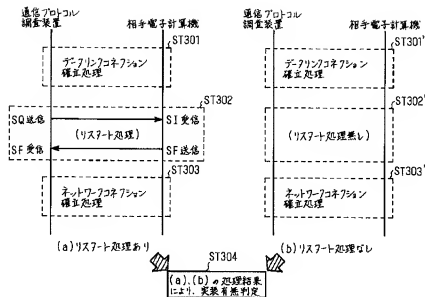 通信プロトコル
調査装置
相手電子計算機
ST301
データリンクコネクション
確立処理
ST302
SQ送信
SI受信
(リスタート処理)
SF受信
SF送信
ST303
ネットワークコネクション
確立処理
(a)リスタート処理あり
通信プロトコル
調査装置
相手電子計算機
ST301'
データリンクコネクション
確立処理
ST302'
(リスタート処理無し)
ST303'
ネットワークコネクション
確立処理
(b)リスタート処理なし
ST304
(a),(b)の処理結果
により,実装有無判定